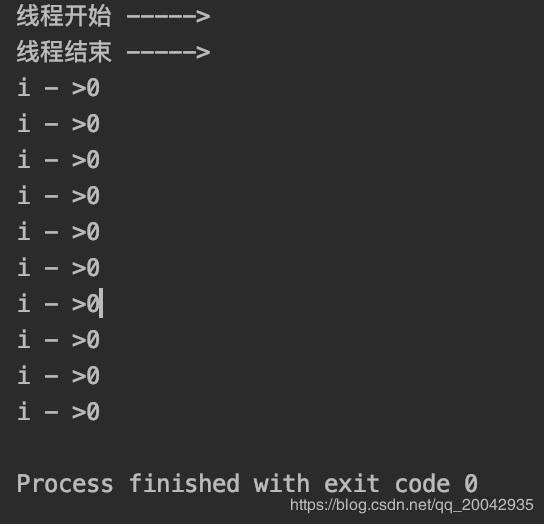 线程开始 ----->
线程结束 ----->
i - >0
i - >0
i - >0
i - >0
i - >0
i - >0
i - >0
i - >0
i - >0
i - >0
Process finished with exit code 0
https://blog.csdn.net/qq_20042935